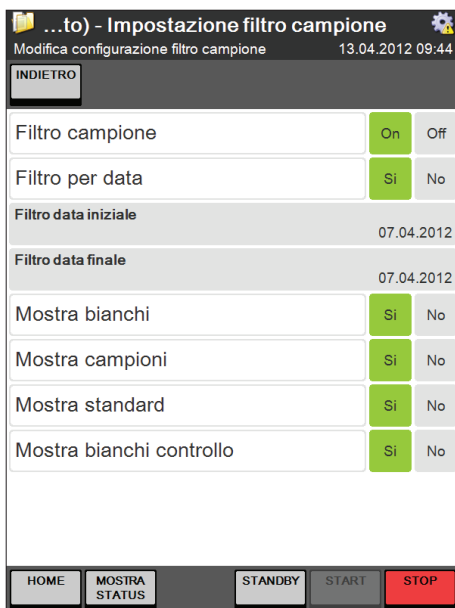 ...to) - Impostazione filtro campione
Modifica configurazione filtro campione 13.04.2012 09:44
INDIETRO
Filtro campione On Off
Filtro per data Si No
Filtro data iniziale
07.04.2012
Filtro data finale
07.04.2012
Mostra bianchi Si No
Mostra campioni Si No
Mostra standard Si No
Mostra bianchi controllo Si No
HOME MOSTRA STANDBY START STOP
STATUS